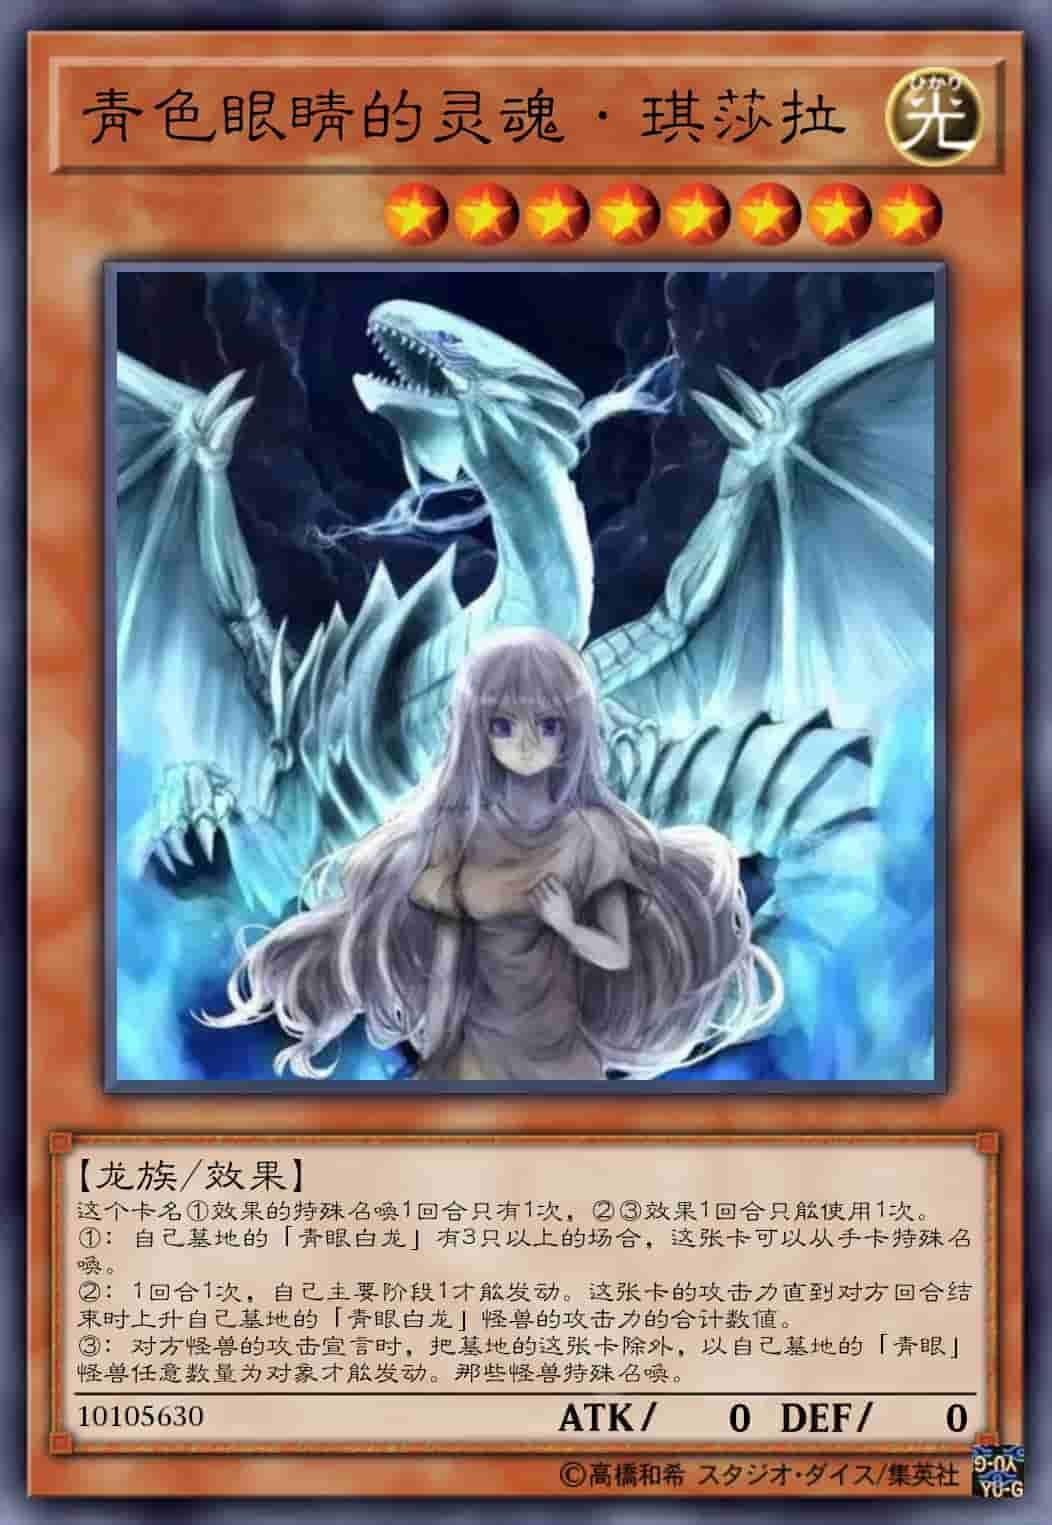 青色眼睛的灵魂·琪莎拉
ひかり
光
【龙族/效果】
这个卡名①效果的特殊召唤1回合只有1次，②③效果1回合只能使用1次。
①：自己墓地的「青眼白龙」有3只以上的场合，这张卡可以从手卡特殊召
唤。
②：1回合1次，自己主要阶段1才能发动。这张卡的攻击力直到对方回合结
束时上升自己墓地的「青眼白龙」怪兽的攻击力的合计数值。
③：对方怪兽的攻击宣言时，把墓地的这张卡除外，以自己墓地的「青眼」
怪兽任意数量为对象才能发动。那些怪兽特殊召唤。
10105630 ATK/ 0 DEF/ 0
©高橋和希 スタジオ・ダイス/集英社
YU-G
YU-G